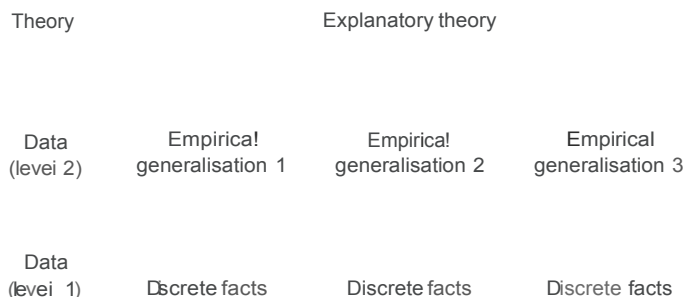 Theory Explanatory theory
Data Empirica! Empirica! Empirical
(levei 2) generalisation 1 generalisation 2 generalisation 3
Data
(levei 1) Discrete facts Discrete facts Discrete facts